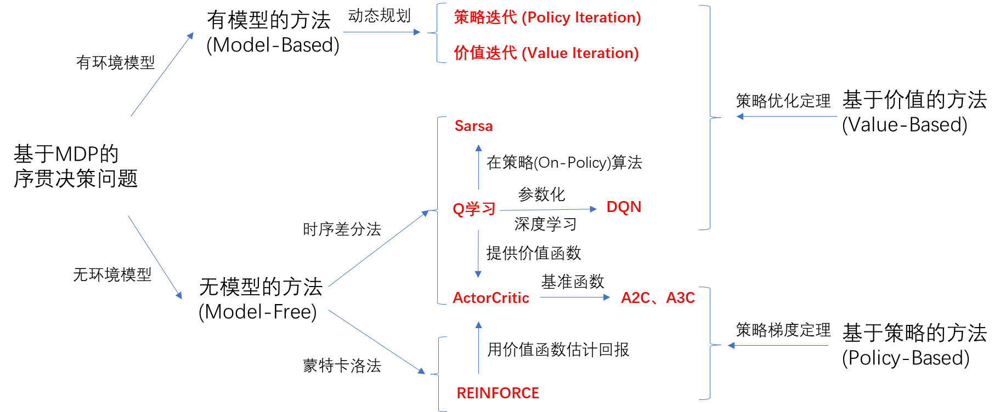 有模型的方法
(Model-Based)
动态规划
策略迭代 (Policy Iteration)
价值迭代 (Value Iteration)
有环境模型
策略优化定理
基于价值的方法
(Value-Based)
Sarsa
在策略(On-Policy)算法
基于MDP的
序贯决策问题
参数化
Q学习
DQN
深度学习
时序差分法
提供价值函数
无环境模型
无模型的方法
(Model-Free)
基准函数
ActorCritic
A2C、A3C
策略梯度定理
基于策略的方法
(Policy-Based)
用价值函数估计回报
蒙特卡洛法
REINFORCE